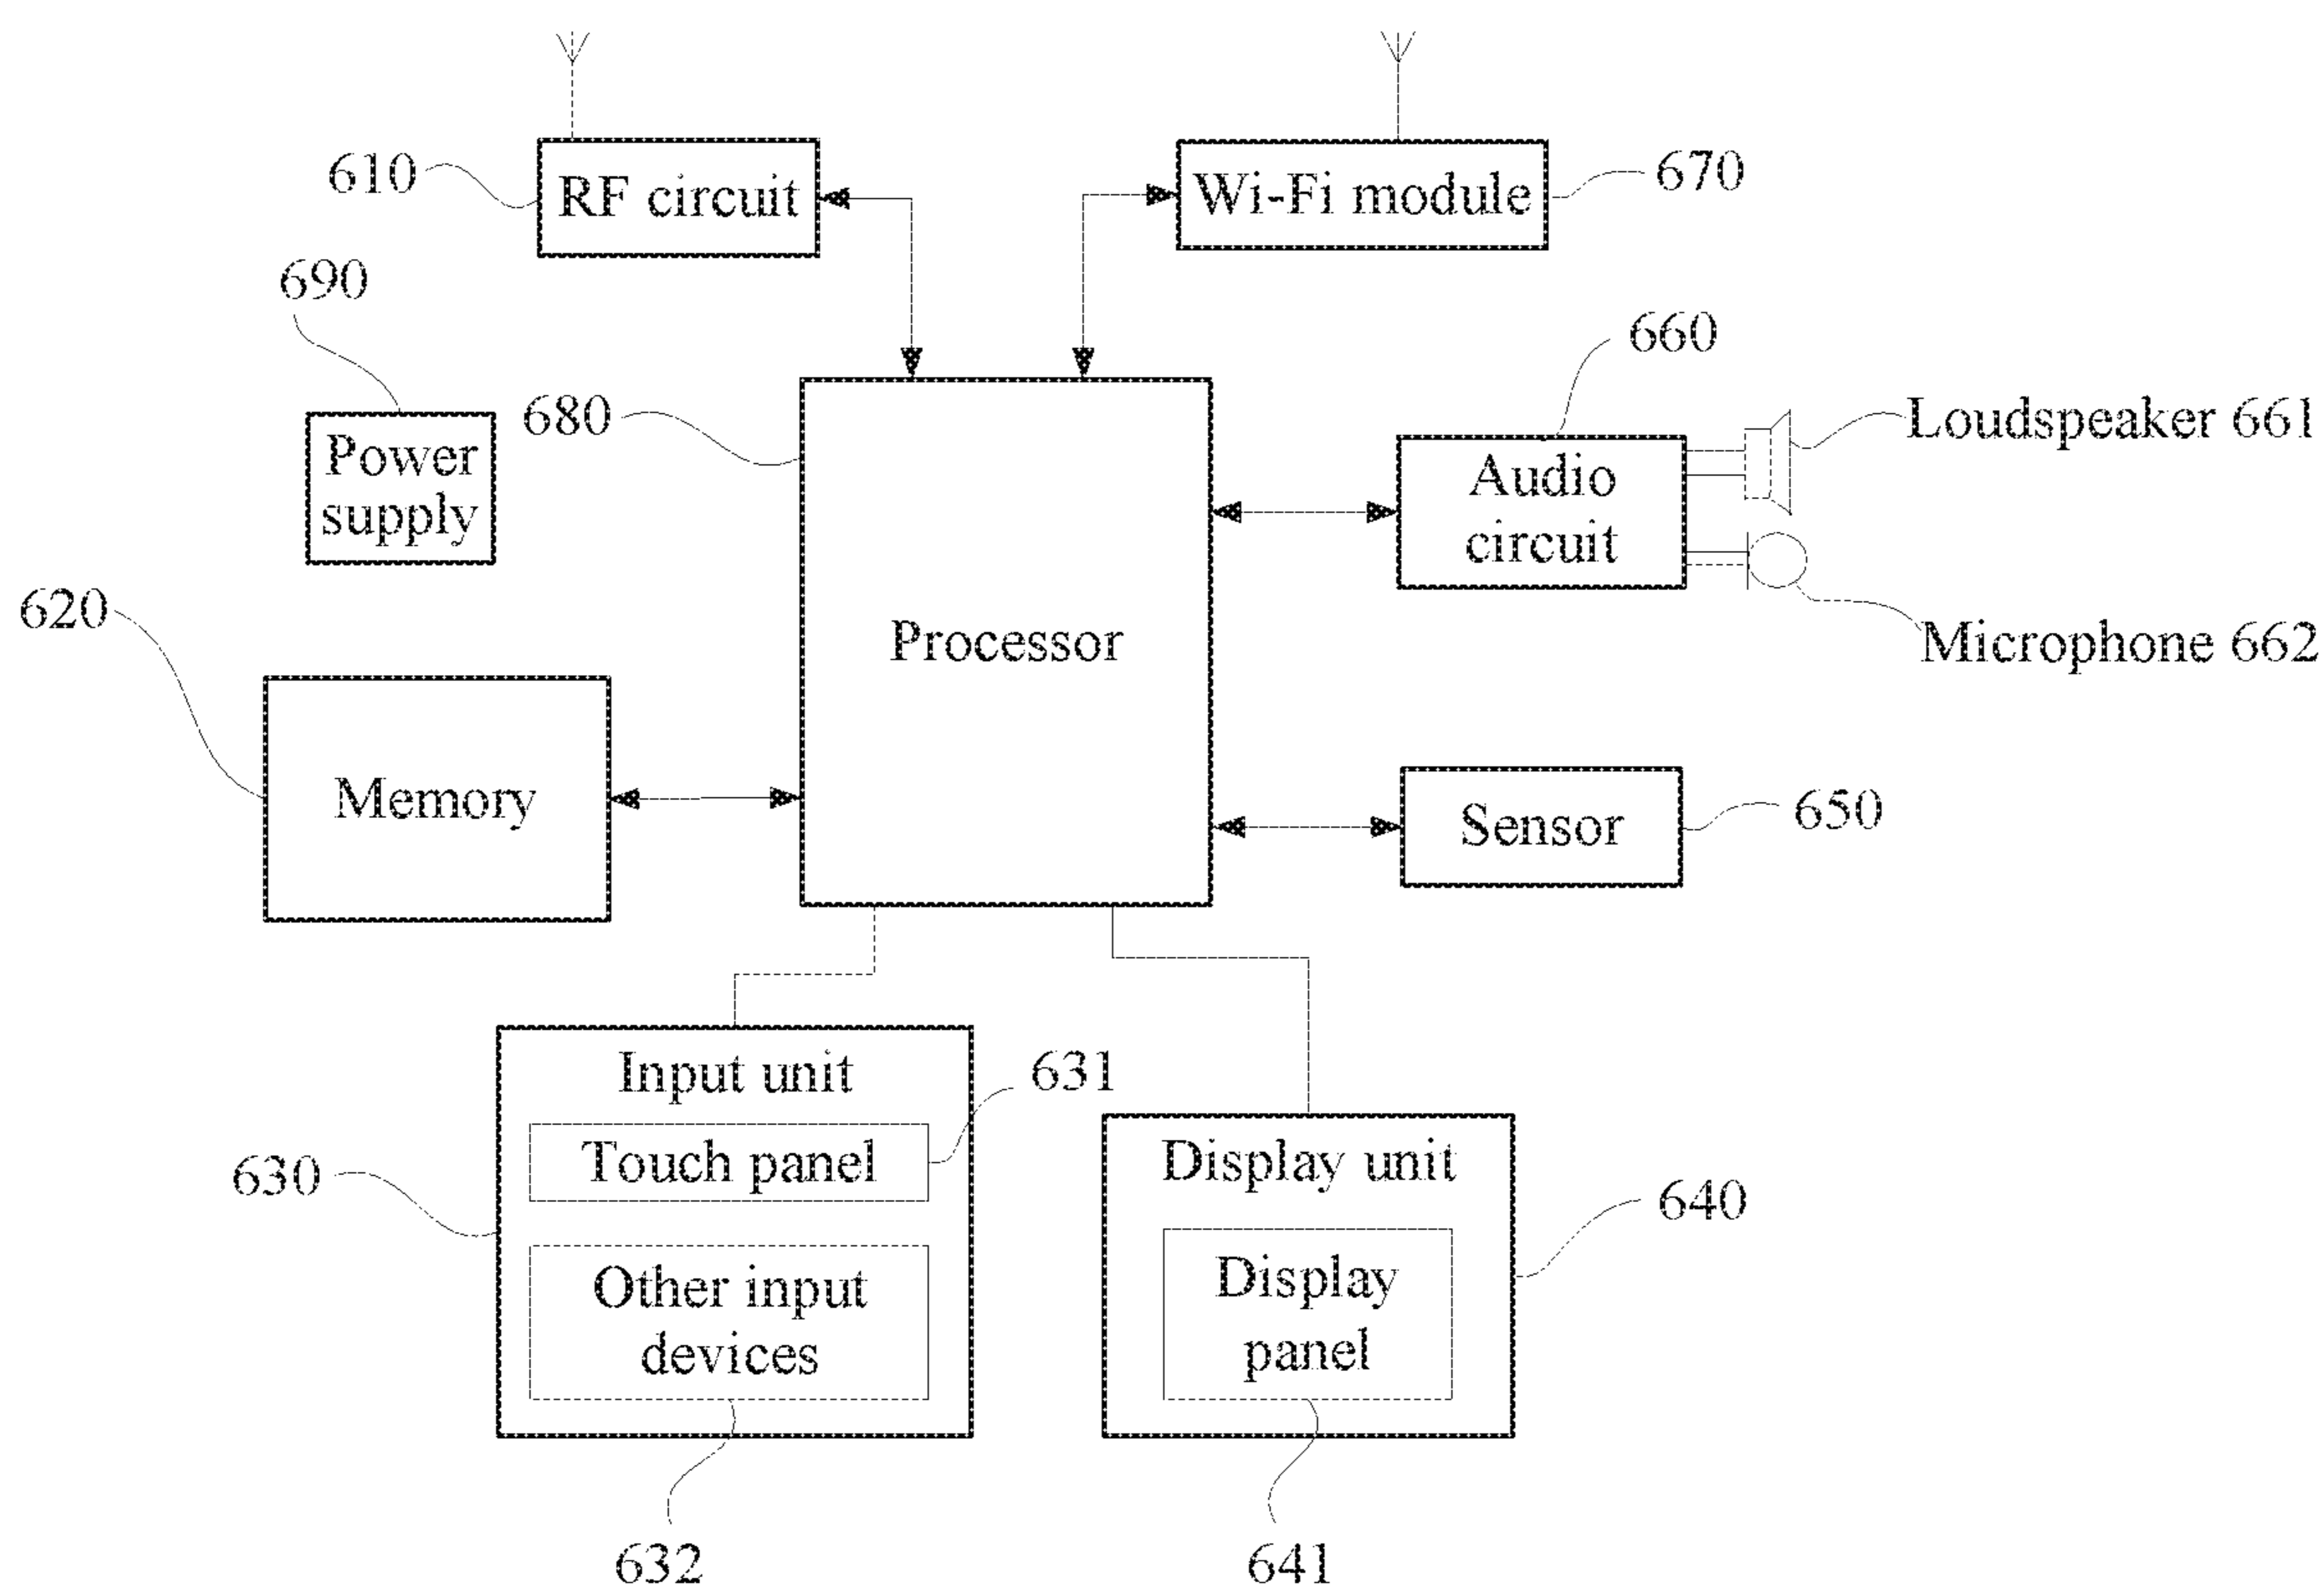 610
RF circuit
Wi-Fi module
670
690
660
680
Power
supply
Audio
circuit
Loudspeaker 661
Microphone 662
620
Processor
Memory
Sensor
650
Input unit
631
Touch panel
630
Other input
devices
632
Display unit
640
Display
panel
641